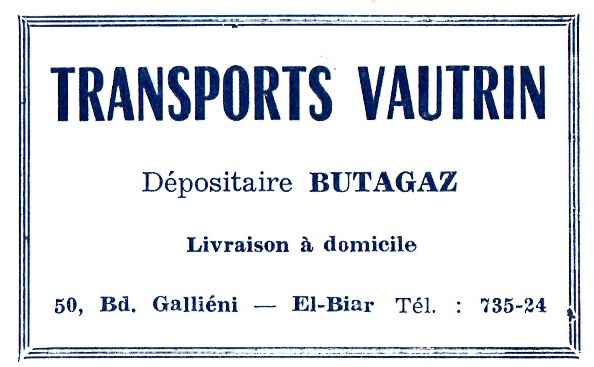 TRANSPORTS VAUTRIN
Dépositaire BUTAGAZ
Livraison à domicile
50, Bd. Galliéni — El-Biar Tél. : 735-24